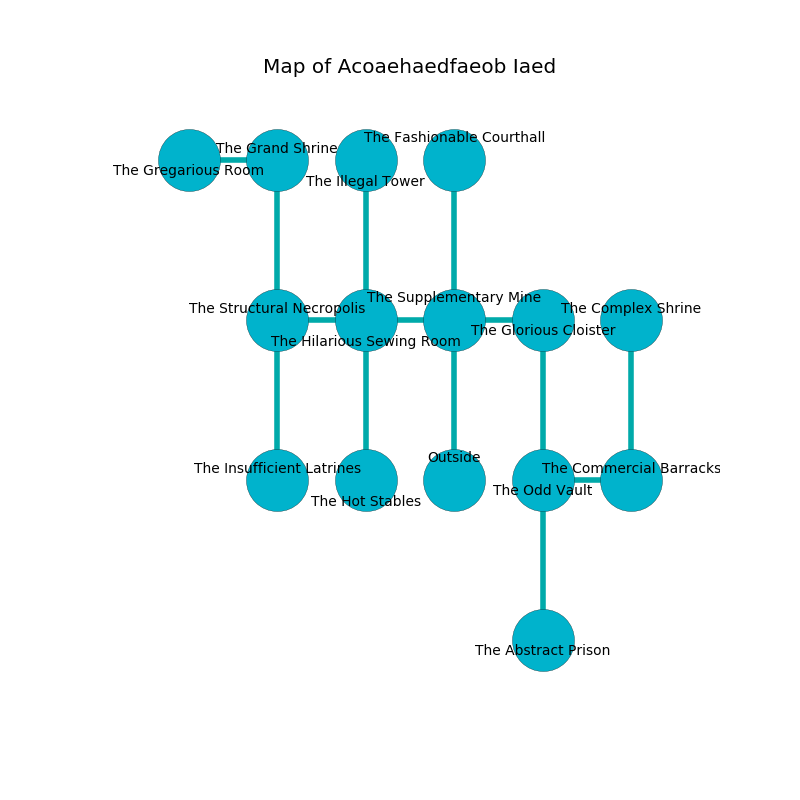 Map of Acoaehaedfaeob Iaed
The Fashionable Courthall
The Grand Shrine
The Gregarious Room
The Illegal Tower
The Supplementary Mine
The Structural Necropolis
The Complex Shrine
The Glorious Cloister
The Hilarious Sewing Room
Outside
The Insufficient Latrines
The Commercial Barracks
The Odd Vault
The Hot Stables
The Abstract Prison